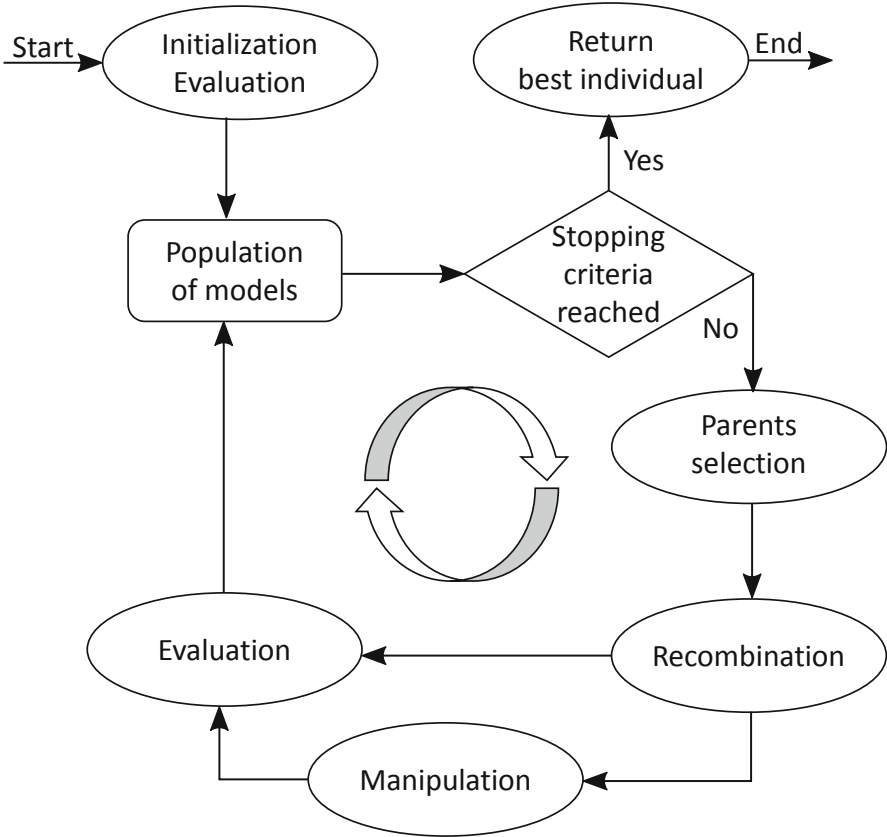 Start
Initialization
Evaluation
Return
best individual
End
Yes
Population
of models
Stopping
criteria
reached
No
Parents
selection
Evaluation
Recombination
Manipulation